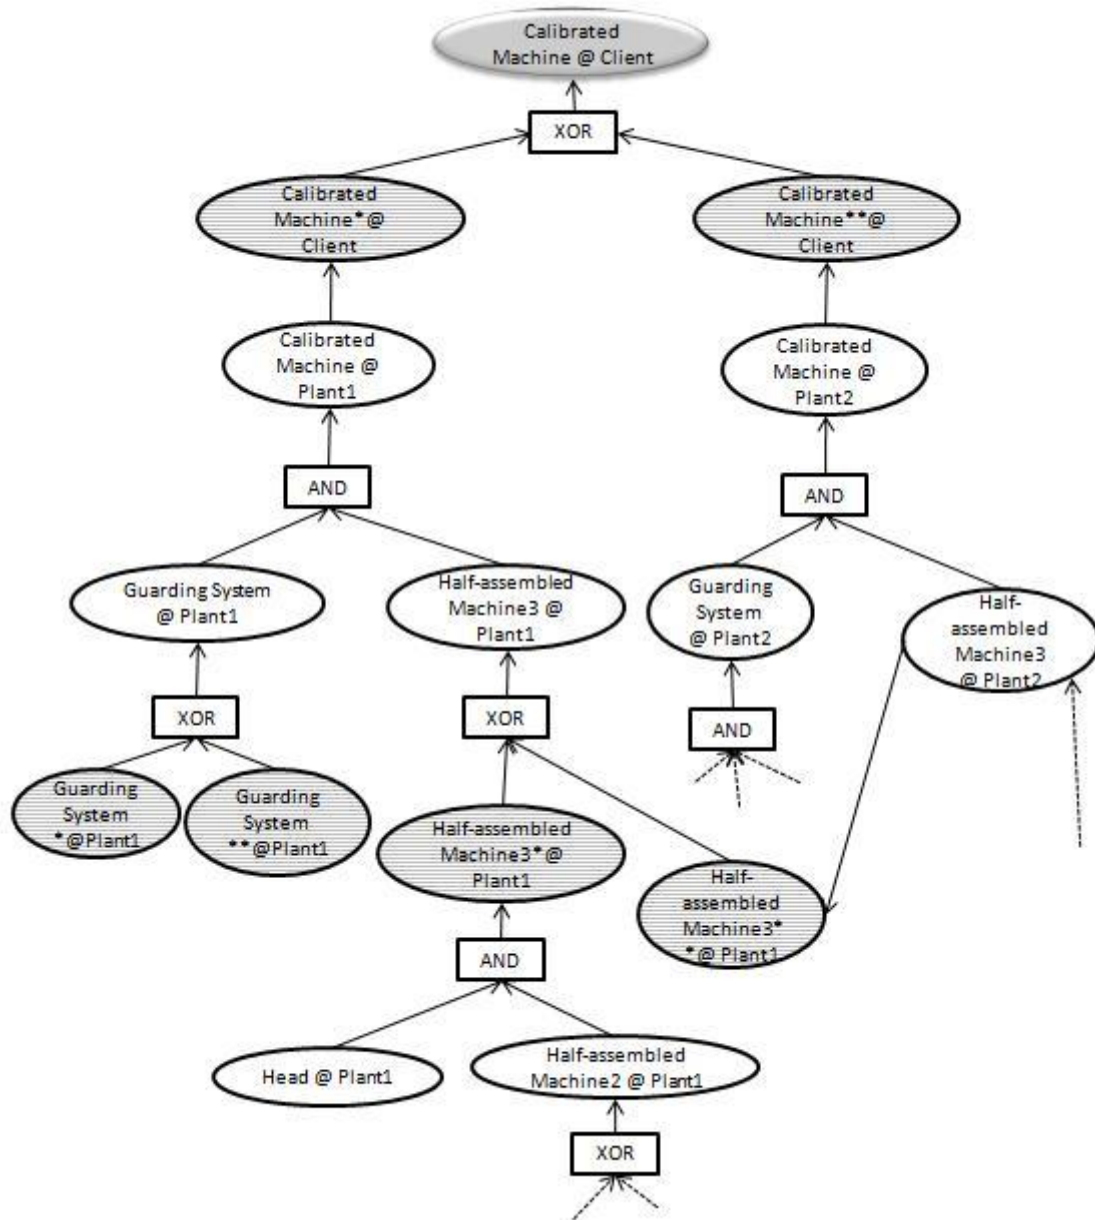 Calibrated
Machine @ Client
XOR
Calibrated
Machine* @
Client
Calibrated
Machine** @
Client
Calibrated
Machine @
Plant1
Calibrated
Machine @
Plant2
AND
AND
Guarding System
@ Plant1
Half-assembled
Machine3 @
Plant1
Guarding
System
@ Plant2
Half-
assembled
Machine3
@ Plant2
XOR
XOR
AND
Guarding
System
*@Plant1
Guarding
System
**@Plant1
Half-assembled
Machine3* @
Plant1
Half-
assembled
Machine3*
*@ Plant1
AND
Head @ Plant1
Half-assembled
Machine2 @ Plant1
XOR